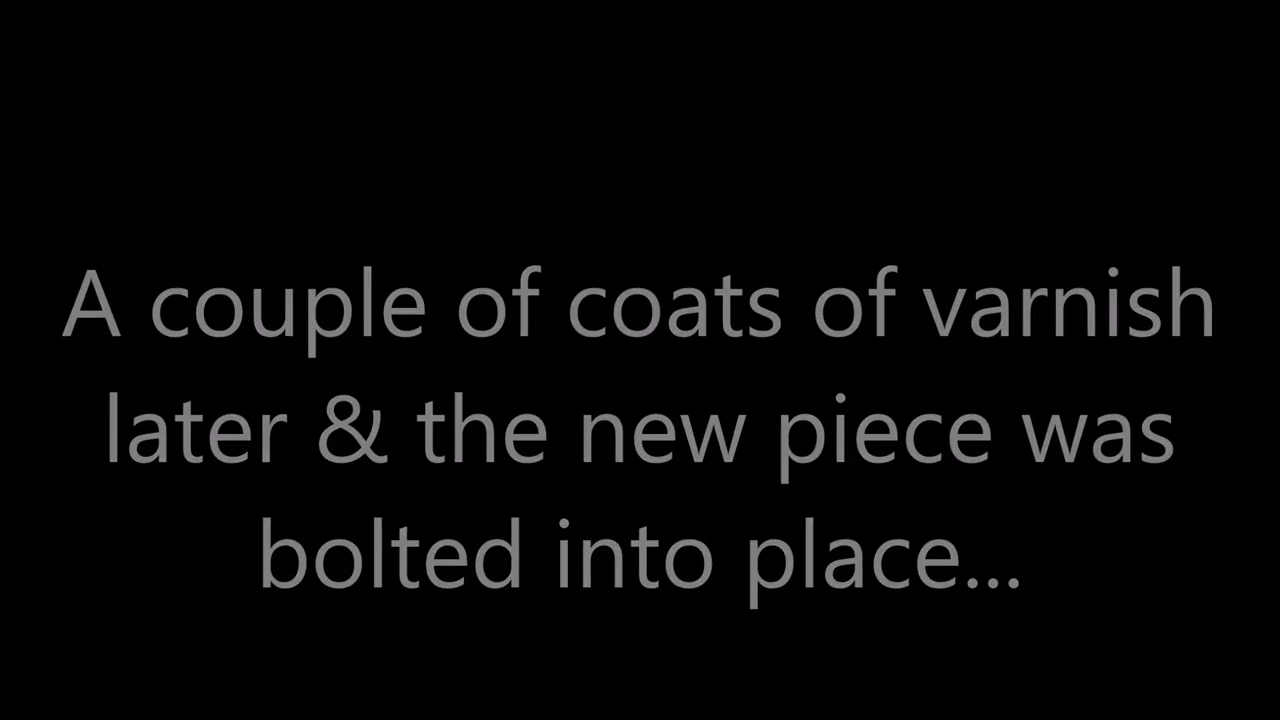 A couple of coats of varnish
later & the new piece was
bolted into place...